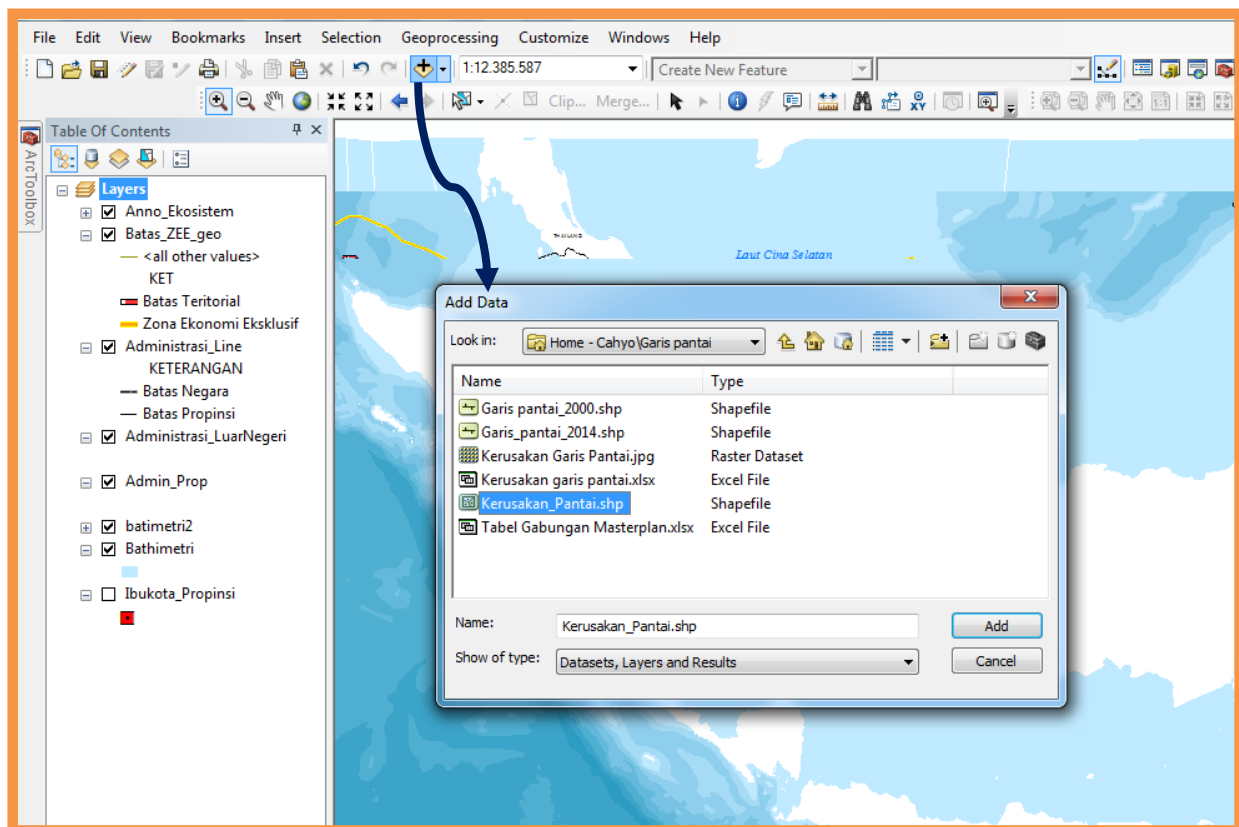 File Edit View Bookmarks Insert Selection Geoprocessing Customize Windows Help
1:12.385.587
Create New Feature
Clip... Merge...
XY
ArcToolbox
Table Of Contents
Layers
Anno_Ekosistem
Batas_ZEE_geo
<all other values>
KET
Batas Teritorial
Zona Ekonomi Eksklusif
Administrasi_Line
KETERANGAN
Batas Negara
Batas Propinsi
Administrasi_LuarNegeri
Admin_Prop
batimetri2
Bathimetri
Ibukota_Propinsi
THAILAND
Laut Cina Selatan
Add Data
Look in: Home - Cahyo\Garis pantai
Name Type
Garis pantai_2000.shp Shapefile
Garis_pantai_2014.shp Shapefile
Kerusakan Garis Pantai.jpg Raster Dataset
Kerusakan garis pantai.xlsx Excel File
Kerusakan_Pantai.shp Shapefile
Tabel Gabungan Masterplan.xlsx Excel File
Name: Kerusakan_Pantai.shp Add
Show of type: Datasets, Layers and Results Cancel